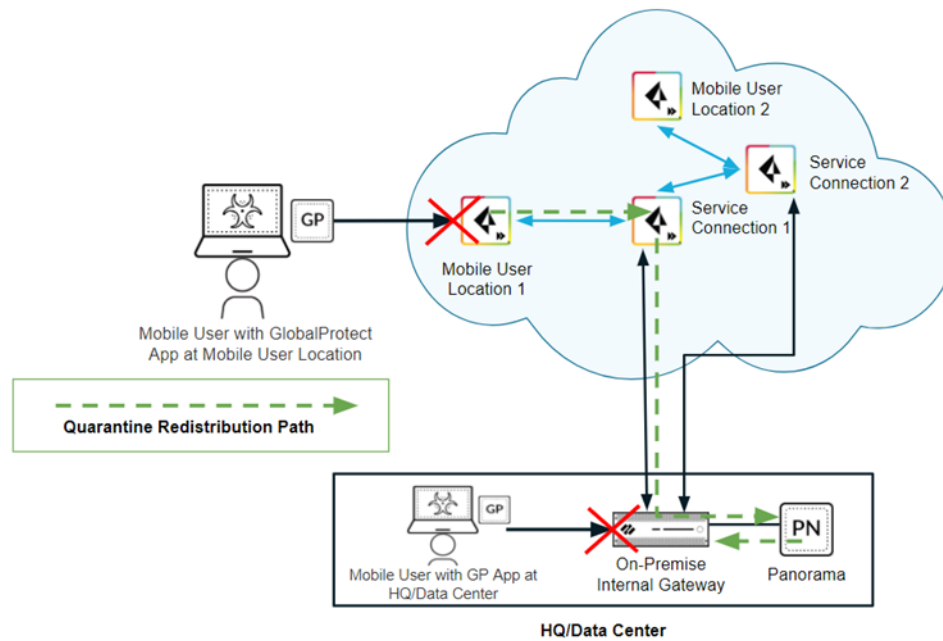 Mobile User
Location 2
Service
Connection 2
GP
Service
Connection 1
Mobile User
Location 1
Mobile User with GlobalProtect
App at Mobile User Location
Quarantine Redistribution Path
GP
PN
Mobile User with GP App at
HQ/Data Center
On-Premise
Internal Gateway
Panorama
HQ/Data Center